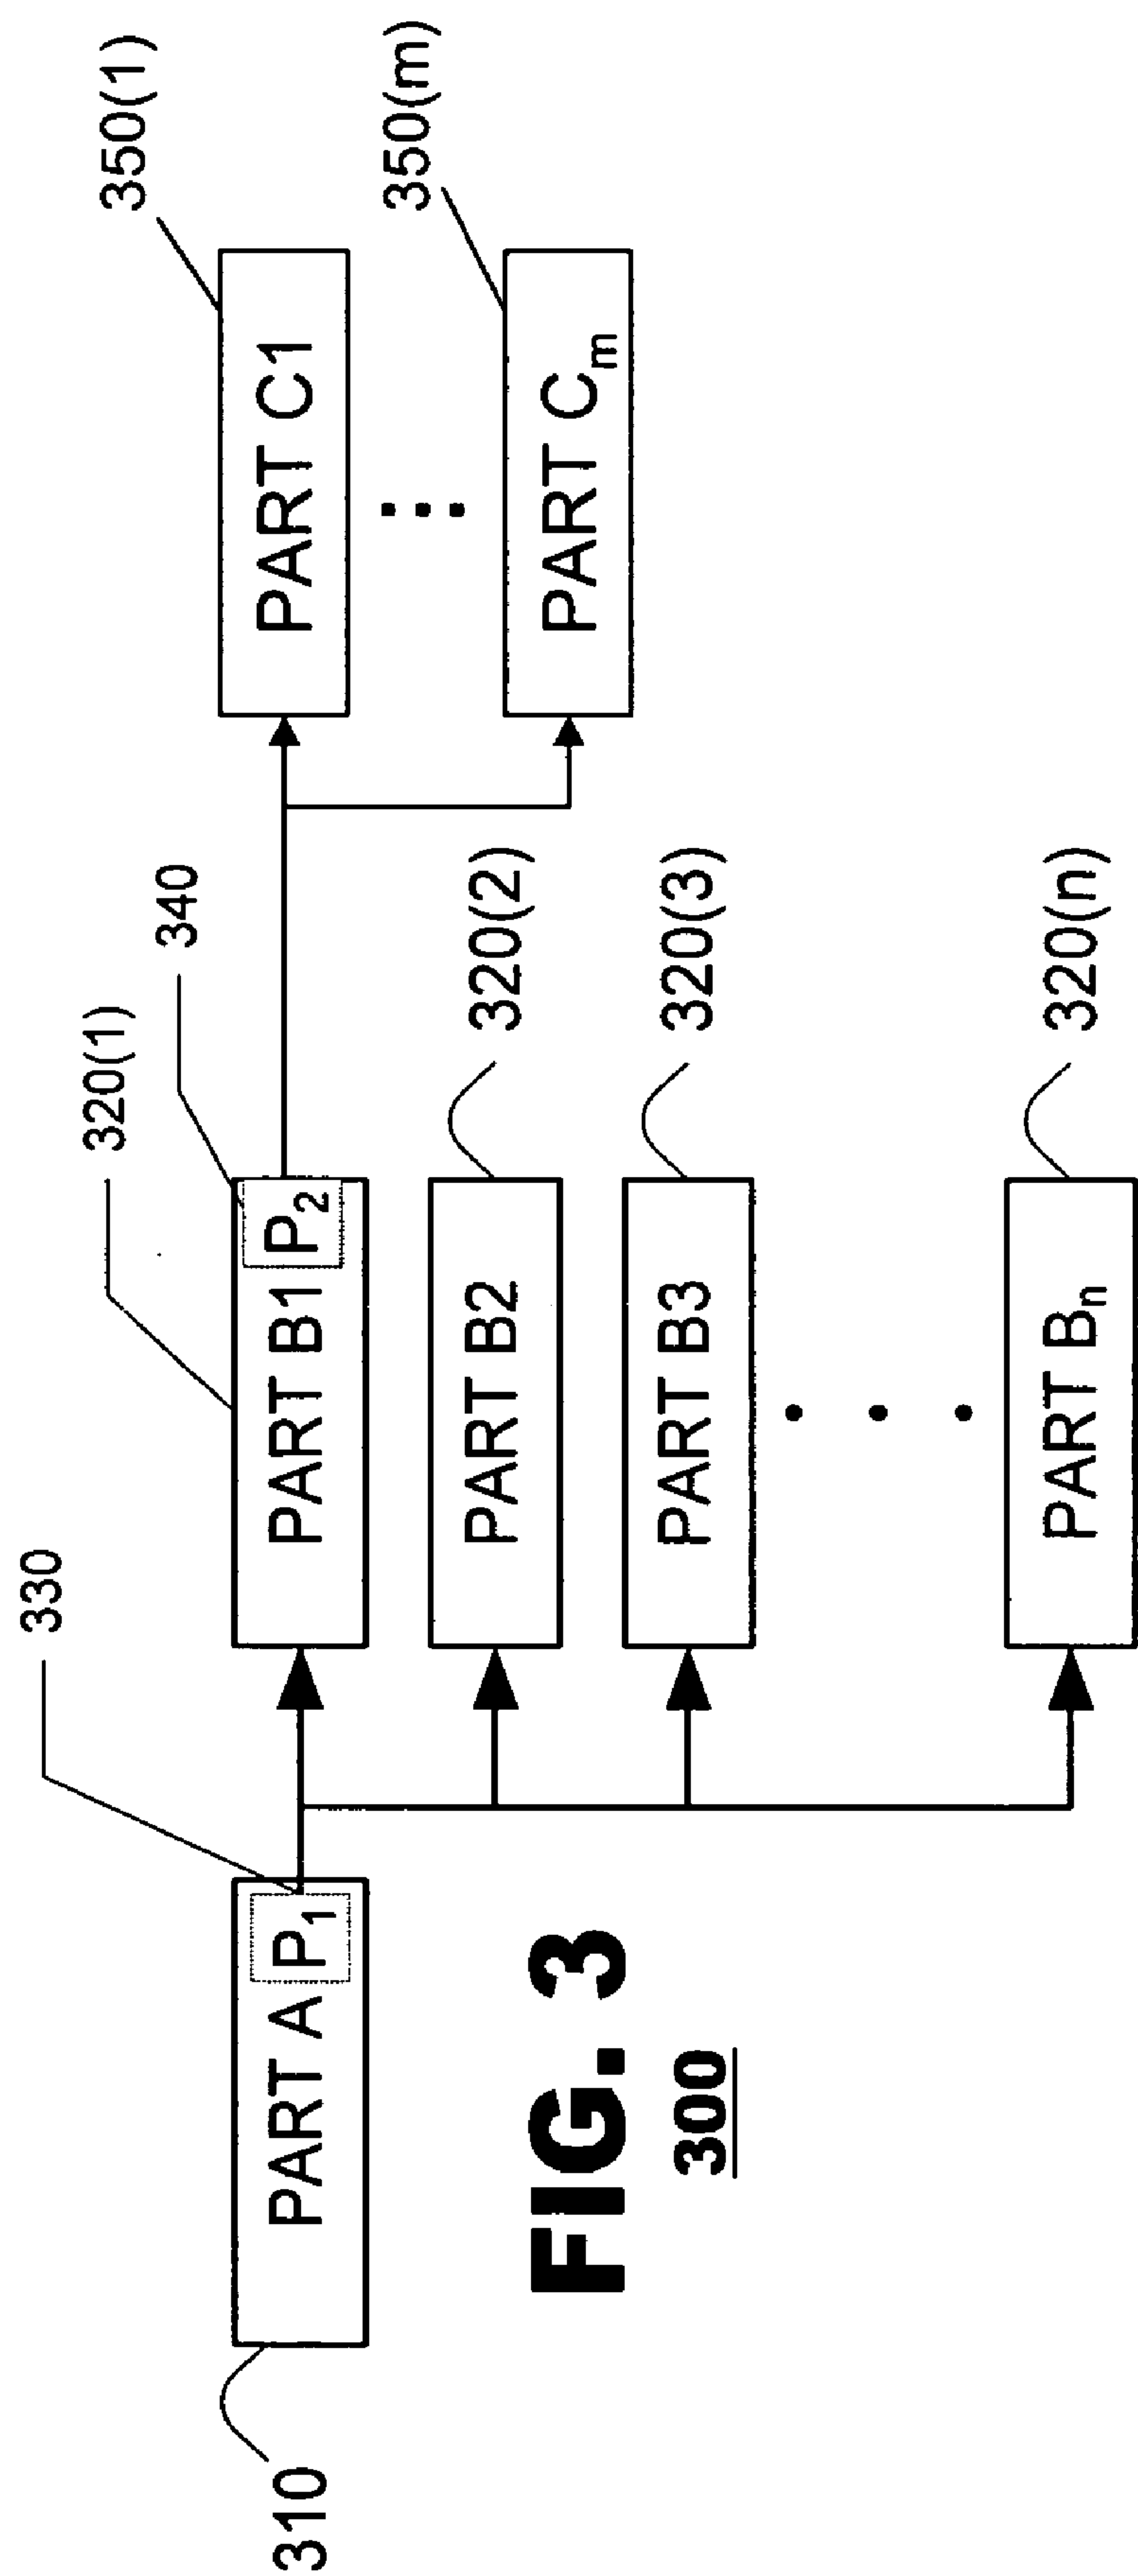 350(1)
350(m)
PART C1
PART Cm
340
320(1)
320(2)
320(3)
320(n)
PART B1 P2
PART B2
PART B3
PART Bn
330
PART A P1
310
FIG. 3
300